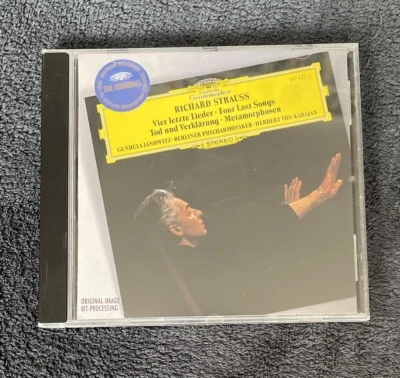 THE ORIGINALS
Deutsche
Grammophon
RICHARD STRAUSS
Vier letzte Lieder · Four Last Songs
Tod und Verklärung · Metamorphosen
GUNDULA JANOWITZ · BERLINER PHILHARMONIKER · HERBERT VON KARAJAN
STEREO
ORIGINAL-IMAGE
BIT-PROCESSING